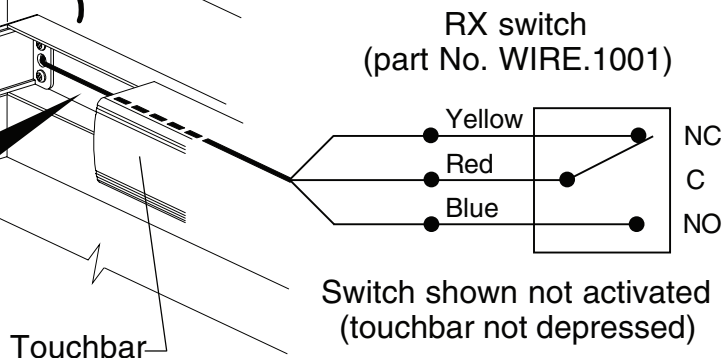 RX switch
(part No. WIRE.1001)
Yellow
NC
Red
C
Blue
NO
Switch shown not activated
(touchbar not depressed)
Touchbar